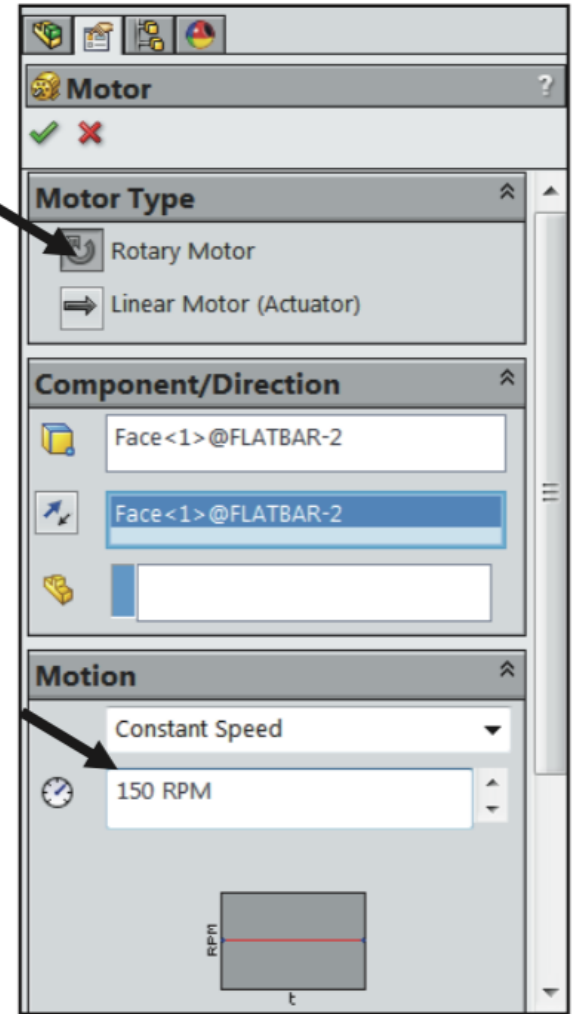 Motor
?
Motor Type
Rotary Motor
Linear Motor (Actuator)
Component/Direction
Face<1>@FLATBAR-2
Face<1>@FLATBAR-2
Motion
Constant Speed
150 RPM
RPM
t